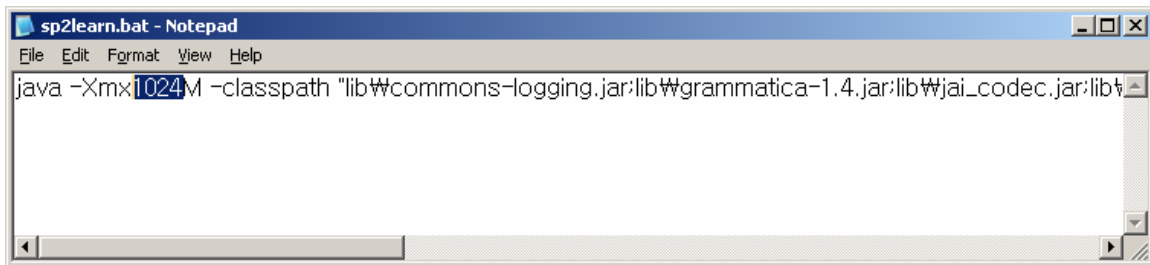 sp2learn.bat - Notepad
File Edit Format View Help
java -Xmx1024M -classpath "lib₩commons-logging.jar;lib₩grammatica-1.4.jar;lib₩jai_codec.jar;lib₩